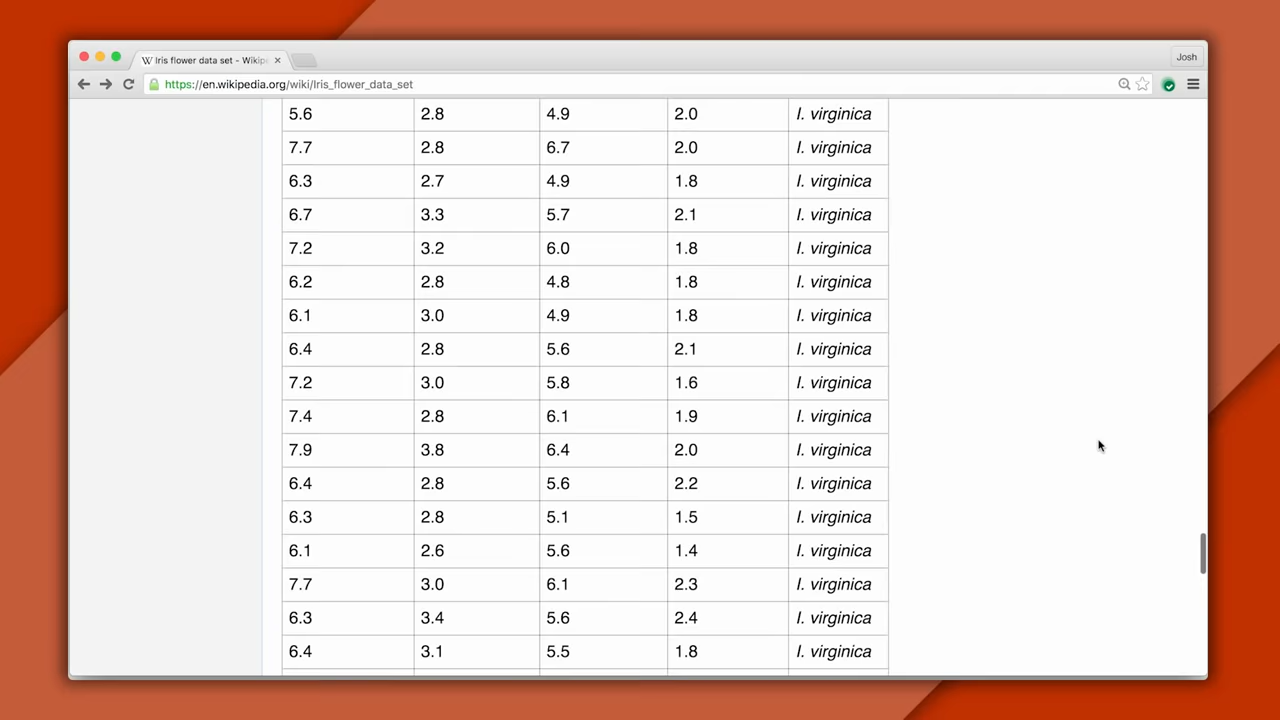 Iris flower data set - Wikip
Josh
https://en.wikipedia.org/wiki/Iris_flower_data_set
5.6 2.8 4.9 2.0 I. virginica
7.7 2.8 6.7 2.0 I. virginica
6.3 2.7 4.9 1.8 I. virginica
6.7 3.3 5.7 2.1 I. virginica
7.2 3.2 6.0 1.8 I. virginica
6.2 2.8 4.8 1.8 I. virginica
6.1 3.0 4.9 1.8 I. virginica
6.4 2.8 5.6 2.1 I. virginica
7.2 3.0 5.8 1.6 I. virginica
7.4 2.8 6.1 1.9 I. virginica
7.9 3.8 6.4 2.0 I. virginica
6.4 2.8 5.6 2.2 I. virginica
6.3 2.8 5.1 1.5 I. virginica
6.1 2.6 5.6 1.4 I. virginica
7.7 3.0 6.1 2.3 I. virginica
6.3 3.4 5.6 2.4 I. virginica
6.4 3.1 5.5 1.8 I. virginica